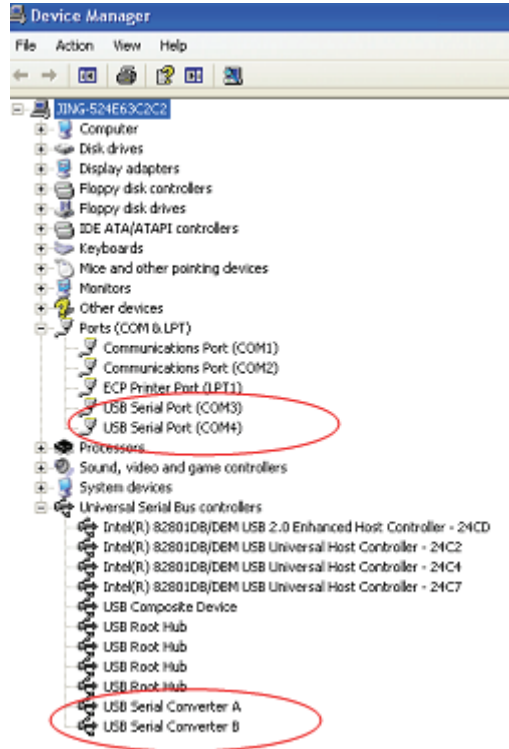 Device Manager
File Action View Help
JING-524E63C2C2
Computer
Disk drives
Display adapters
Floppy disk controllers
Floppy disk drives
IDE ATA/ATAPI controllers
Keyboards
Mice and other pointing devices
Monitors
Other devices
Ports (COM & LPT)
Communications Port (COM1)
Communications Port (COM2)
ECP Printer Port (LPT1)
USB Serial Port (COM3)
USB Serial Port (COM4)
Processors
Sound, video and game controllers
System devices
Universal Serial Bus controllers
Intel(R) 82801DB/DBM USB 2.0 Enhanced Host Controller - 24CD
Intel(R) 82801DB/DBM USB Universal Host Controller - 24C2
Intel(R) 82801DB/DBM USB Universal Host Controller - 24C4
Intel(R) 82801DB/DBM USB Universal Host Controller - 24C7
USB Composite Device
USB Root Hub
USB Root Hub
USB Root Hub
USB Root Hub
USB Serial Converter A
USB Serial Converter B